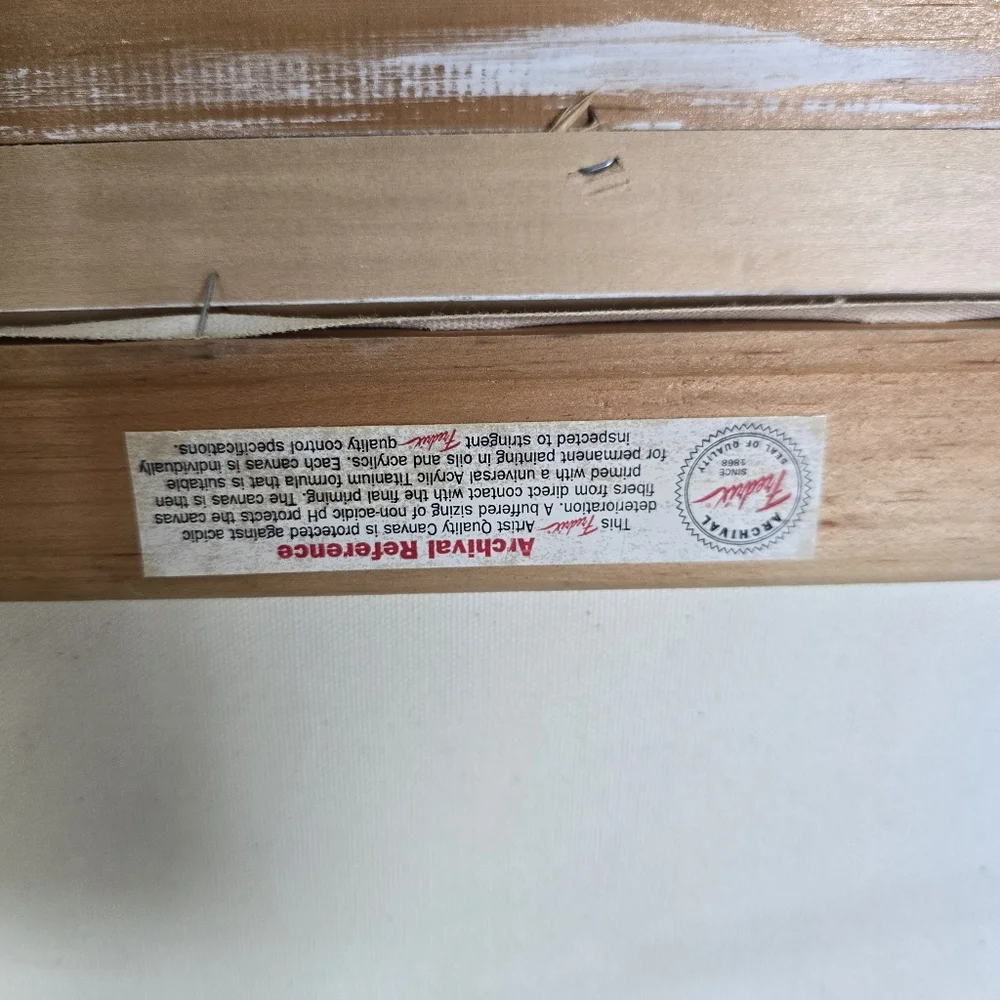 Archival Reference
This Fredrix Artist Quality Canvas is protected against acidic
deterioration. A buffered sizing of non-acidic pH protects the canvas
fibers from direct contact with the final priming. The canvas is then
primed with a universal Acrylic Titanium formula that is suitable
for permanent painting in oils and acrylics. Each canvas is individually
inspected to stringent Fredrix quality control specifications.
ARCHIVAL
Fredrix
SINCE
1868
SEAL OF QUALITY